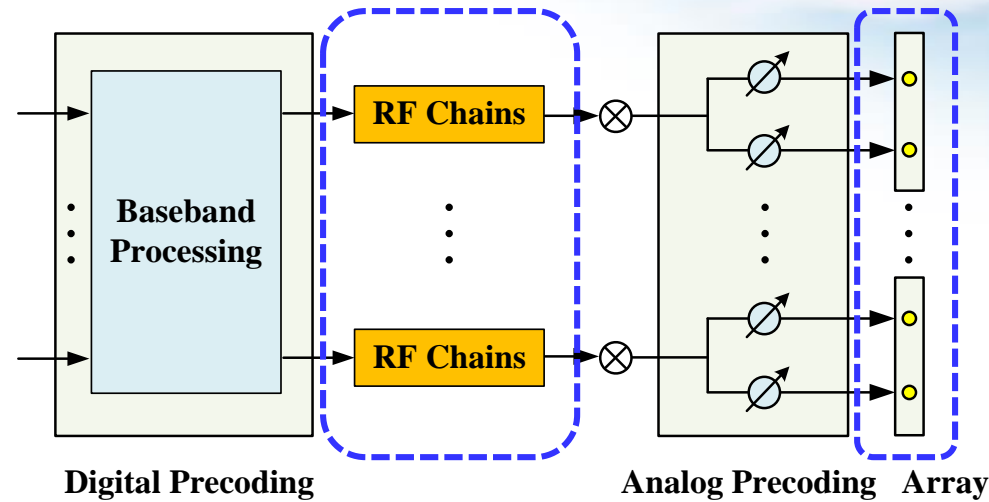 RF Chains
Baseband
Processing
RF Chains
Digital Precoding
Analog Precoding
Array